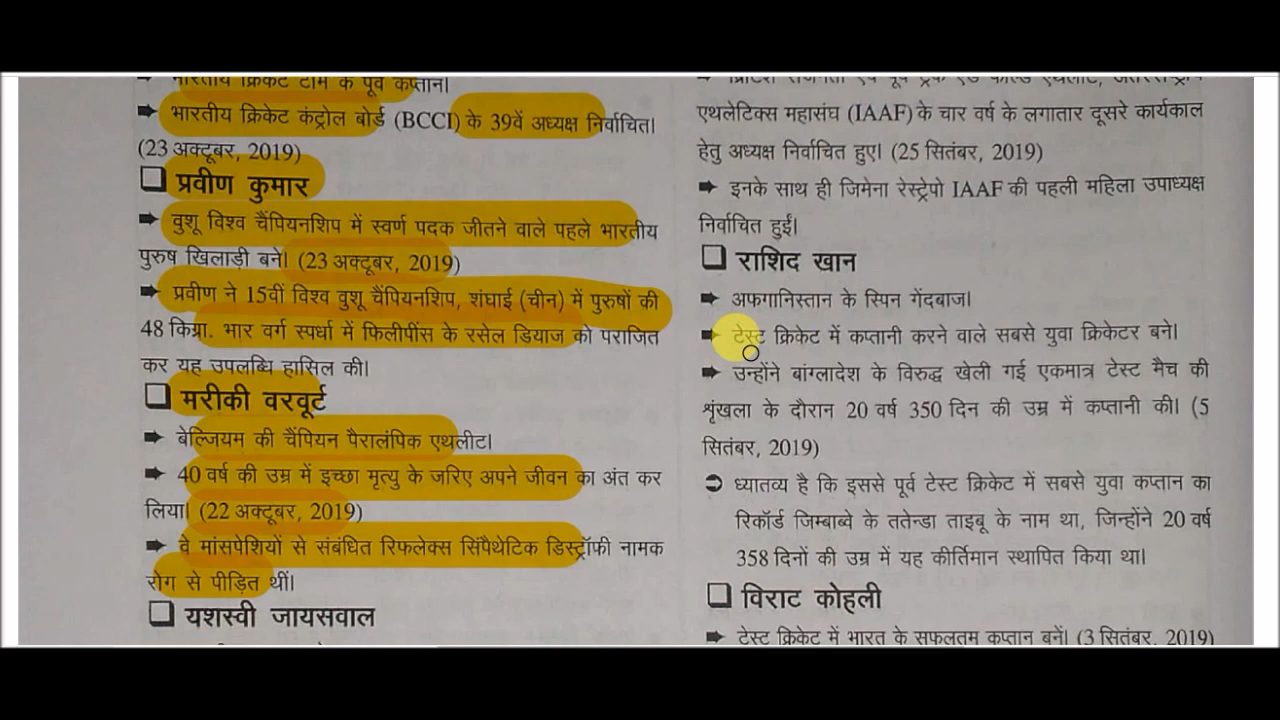 भारतीय क्रिकेट टीम के पूर्व कप्तान।
➡ भारतीय क्रिकेट कंट्रोल बोर्ड (BCCI) के 39वें अध्यक्ष निर्वाचित।
(23 अक्टूबर, 2019)
❑ प्रवीण कुमार
➡ वुशू विश्व चैंपियनशिप में स्वर्ण पदक जीतने वाले पहले भारतीय
पुरुष खिलाड़ी बने। (23 अक्टूबर, 2019)
➡ प्रवीण ने 15वीं विश्व वुशू चैंपियनशिप, शंघाई (चीन) में पुरुषों की
48 किग्रा. भार वर्ग स्पर्धा में फिलीपींस के रसेल डियाज को पराजित
कर यह उपलब्धि हासिल की।
❑ मरीकी वरवूर्ट
➡ बेल्जियम की चैंपियन पैरालंपिक एथलीट।
➡ 40 वर्ष की उम्र में इच्छा मृत्यु के जरिए अपने जीवन का अंत कर
लिया। (22 अक्टूबर, 2019)
➡ वे मांसपेशियों से संबंधित रिफलेक्स सिंपैथेटिक डिस्ट्रॉफी नामक
रोग से पीड़ित थीं।
❑ यशस्वी जायसवाल
एथलेटिक्स महासंघ (IAAF) के चार वर्ष के लगातार दूसरे कार्यकाल
हेतु अध्यक्ष निर्वाचित हुए। (25 सितंबर, 2019)
➡ इनके साथ ही जिमेना रेस्ट्रेपो IAAF की पहली महिला उपाध्यक्ष
निर्वाचित हुईं।
❑ राशिद खान
➡ अफगानिस्तान के स्पिन गेंदबाज।
➡ टेस्ट क्रिकेट में कप्तानी करने वाले सबसे युवा क्रिकेटर बने।
➡ उन्होंने बांग्लादेश के विरुद्ध खेली गई एकमात्र टेस्ट मैच की
शृंखला के दौरान 20 वर्ष 350 दिन की उम्र में कप्तानी की। (5
सितंबर, 2019)
➲ ध्यातव्य है कि इससे पूर्व टेस्ट क्रिकेट में सबसे युवा कप्तान का
रिकॉर्ड जिम्बाब्वे के ततेन्डा ताइबू के नाम था, जिन्होंने 20 वर्ष
358 दिनों की उम्र में यह कीर्तिमान स्थापित किया था।
❑ विराट कोहली
➡ टेस्ट क्रिकेट में भारत के सफलतम कप्तान बनें। (3 सितंबर, 2019)